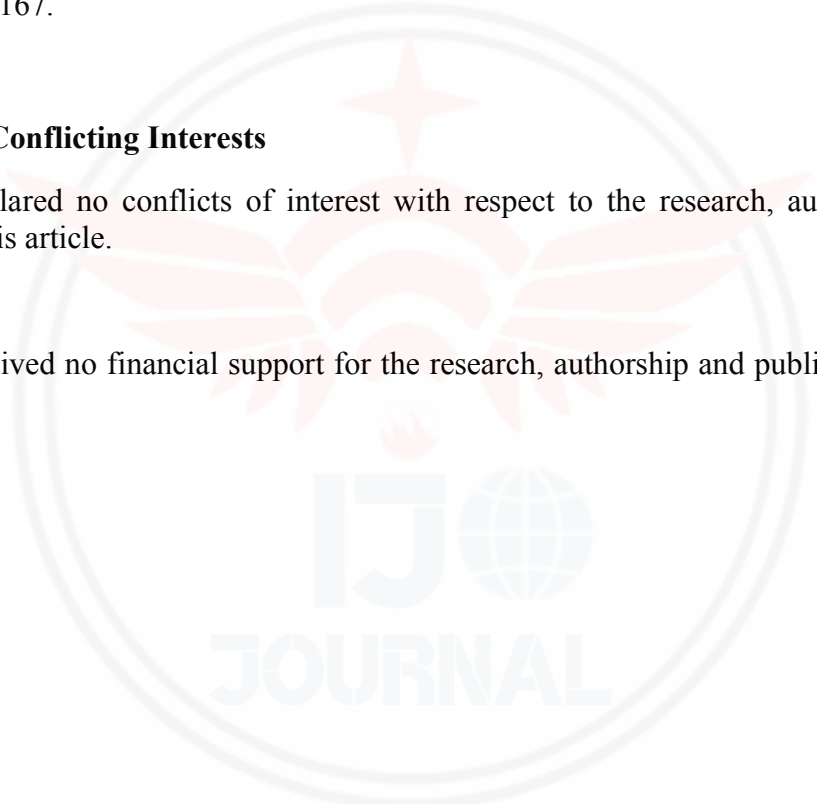 167.
Conflicting Interests
lared no conflicts of interest with respect to the research, au
is article.
ived no financial support for the research, authorship and publi
IJO
JOURNAL